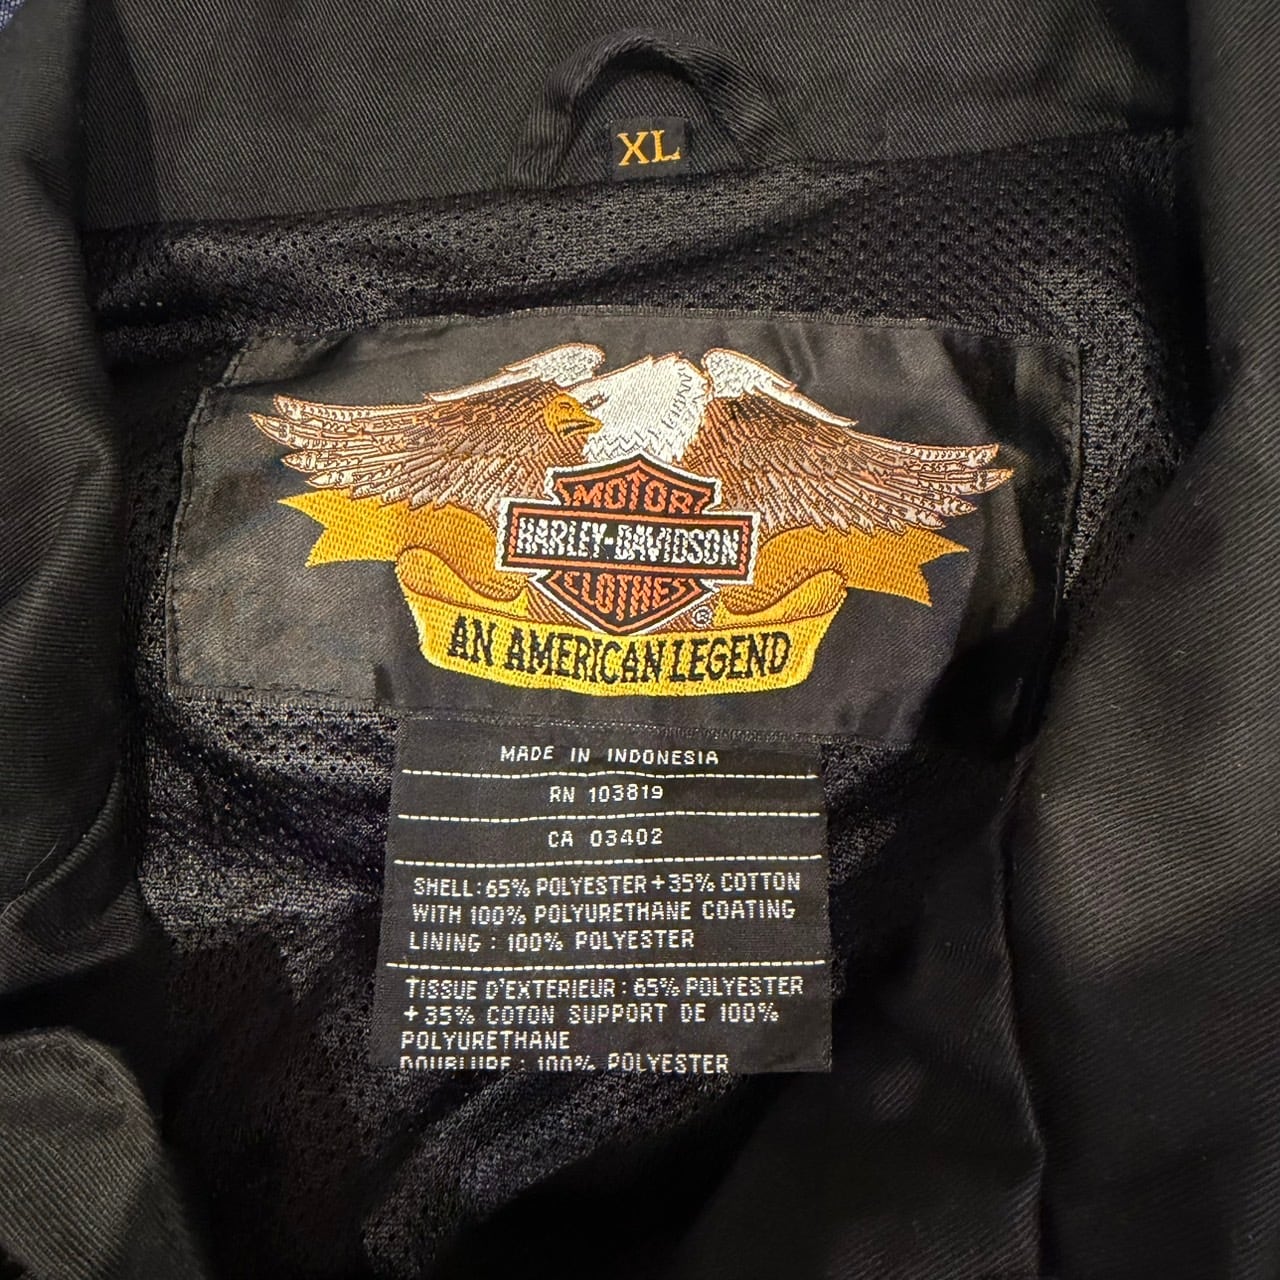 XL
MOTOR
HARLEY-DAVIDSON
CLOTHES
®
AN AMERICAN LEGEND
MADE IN INDONESIA
RN 103819
CA 03402
SHELL: 65% POLYESTER + 35% COTTON
WITH 100% POLYURETHANE COATING
LINING : 100% POLYESTER
TISSUE D'EXTERIEUR : 65% POLYESTER
+ 35% COTON SUPPORT DE 100%
POLYURETHANE
DOUBLURE : 100% POLYESTER